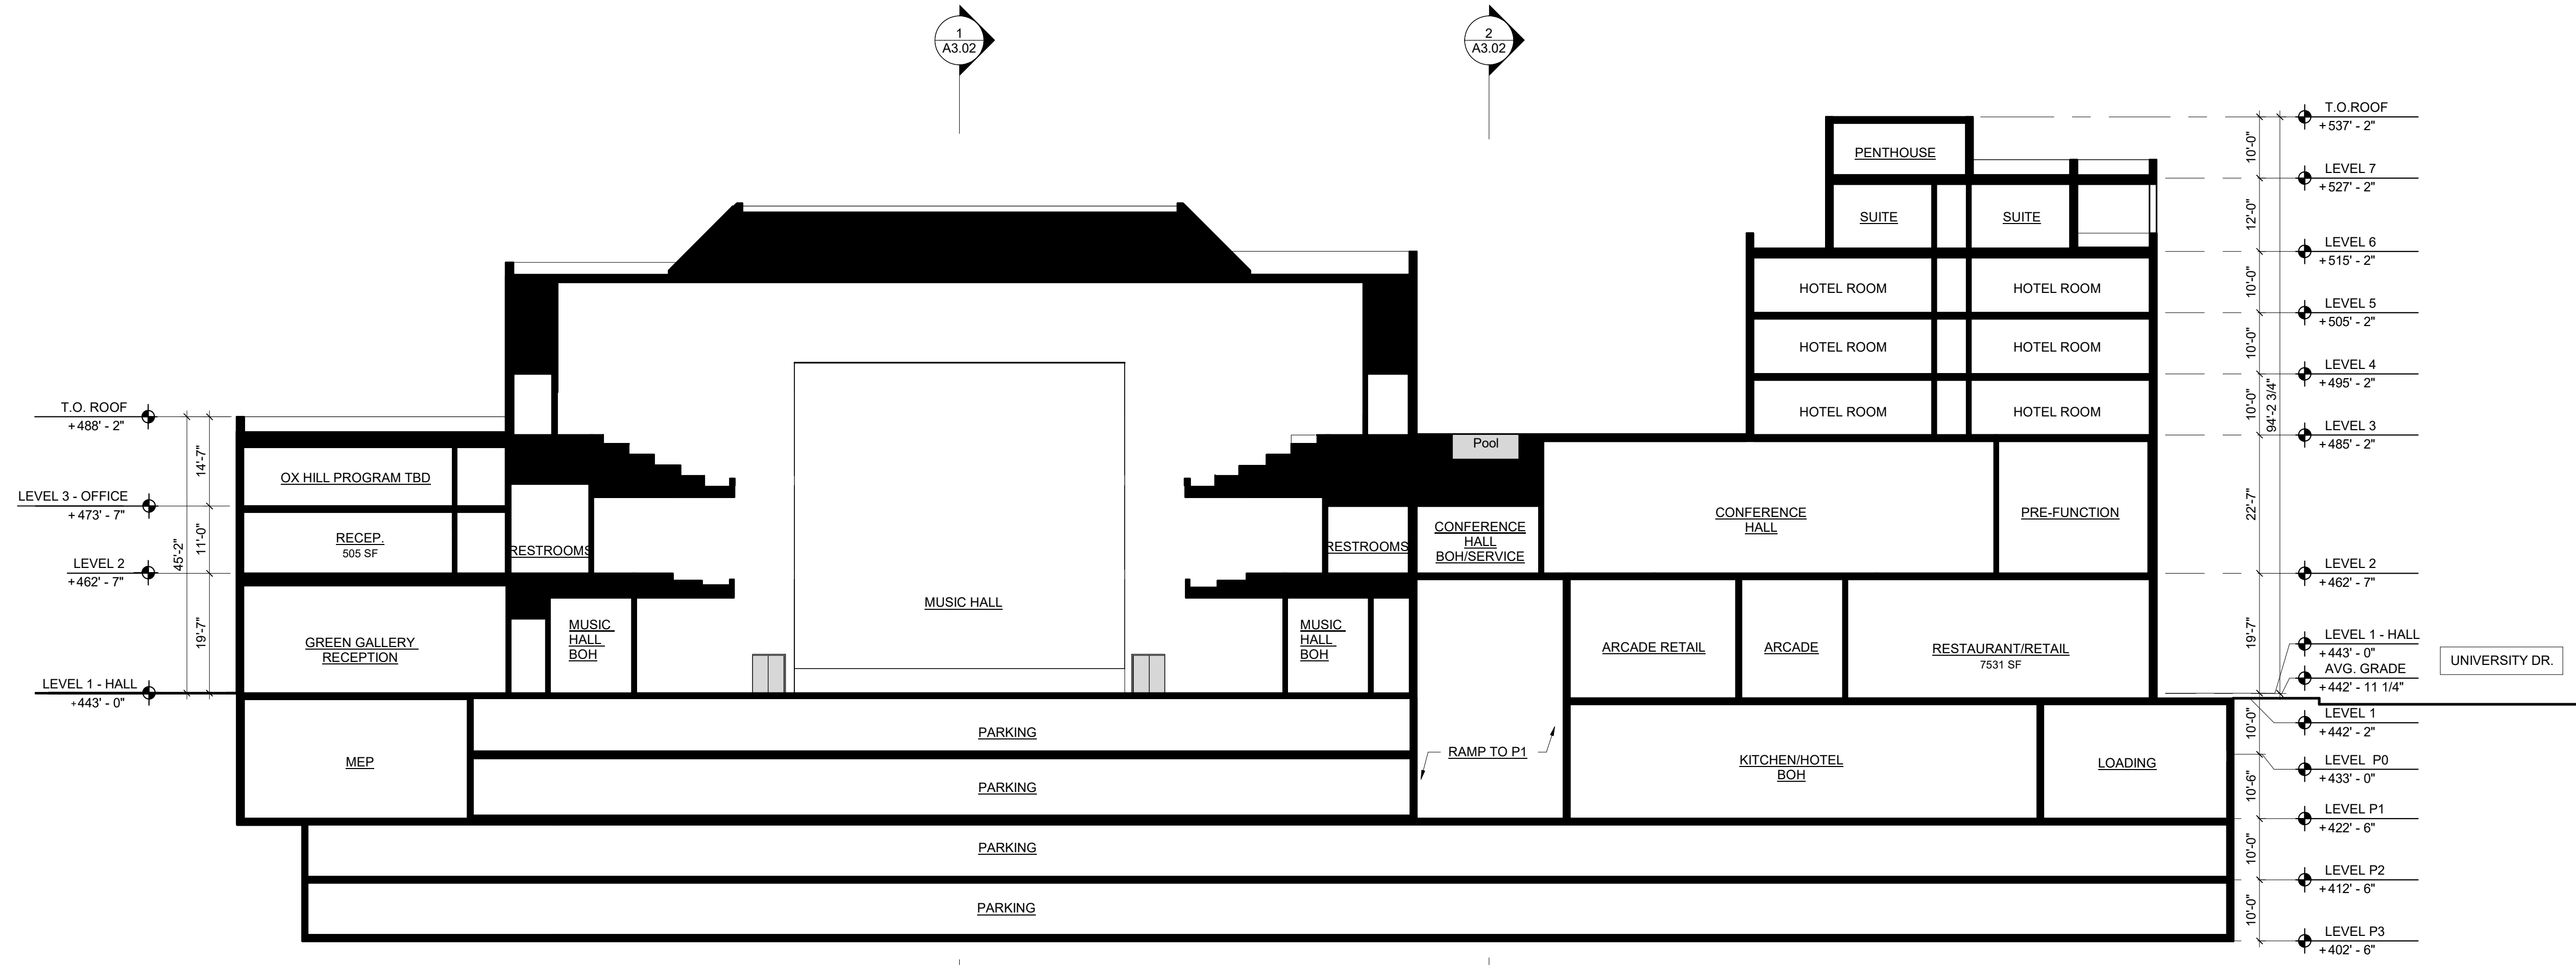 1
A3.02
2
A3.02
T.O.ROOF
+537' - 2"
10'-0"
PENTHOUSE
LEVEL 7
+527' - 2"
12'-0"
SUITE
SUITE
LEVEL 6
+515' - 2"
10'-0"
HOTEL ROOM
HOTEL ROOM
LEVEL 5
+505' - 2"
10'-0"
HOTEL ROOM
HOTEL ROOM
LEVEL 4
+495' - 2"
10'-0"
94'-2 3/4"
HOTEL ROOM
HOTEL ROOM
T.O. ROOF
+488' - 2"
LEVEL 3
+485' - 2"
Pool
14'-7"
OX HILL PROGRAM TBD
LEVEL 3 - OFFICE
+473' - 7"
22'-7"
CONFERENCE
HALL
PRE-FUNCTION
CONFERENCE
HALL
BOH/SERVICE
11'-0"
45'-2"
RECEP.
505 SF
RESTROOMS
RESTROOMS
LEVEL 2
+462' - 7"
LEVEL 2
+462' - 7"
MUSIC HALL
MUSIC
HALL
BOH
MUSIC
HALL
BOH
19'-7"
GREEN GALLERY
RECEPTION
ARCADE RETAIL
ARCADE
RESTAURANT/RETAIL
7531 SF
19'-7"
LEVEL 1 - HALL
+443' - 0"
UNIVERSITY DR.
AVG. GRADE
+442' - 11 1/4"
LEVEL 1 - HALL
+443' - 0"
LEVEL 1
+442' - 2"
10'-0"
PARKING
RAMP TO P1
MEP
KITCHEN/HOTEL
BOH
LOADING
LEVEL P0
+433' - 0"
10'-6"
PARKING
LEVEL P1
+422' - 6"
10'-0"
PARKING
LEVEL P2
+412' - 6"
10'-0"
PARKING
LEVEL P3
+402' - 6"